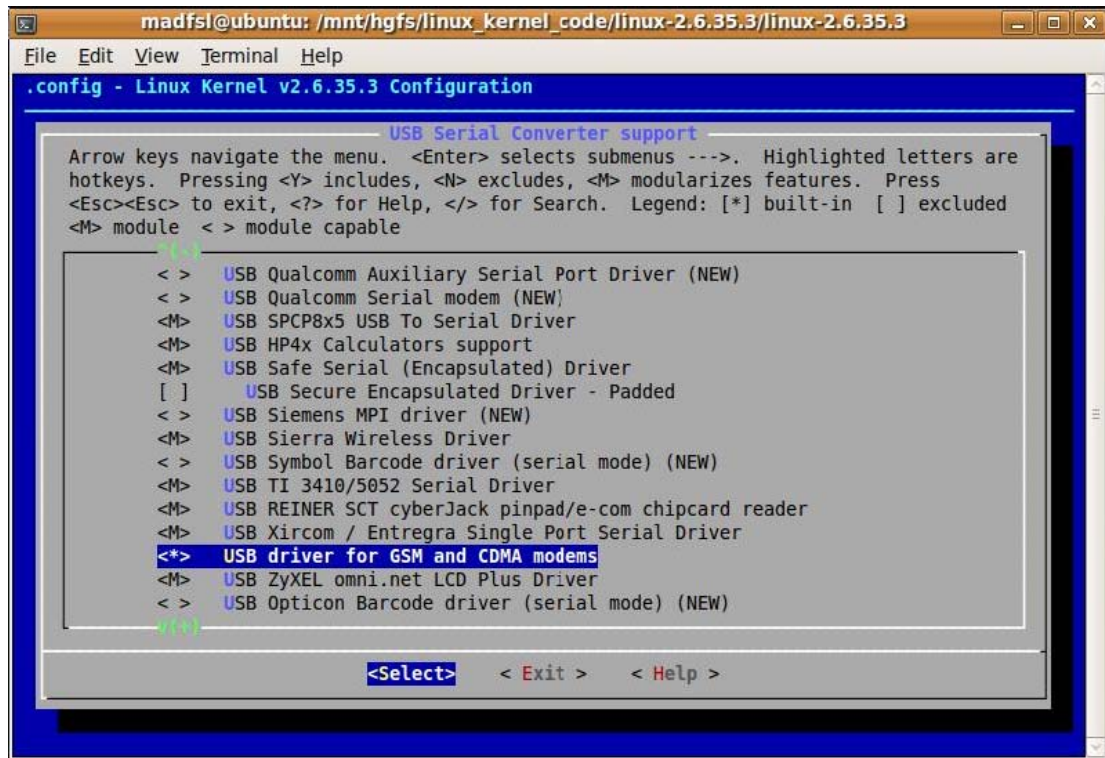 madfsl@ubuntu: /mnt/hgfs/linux_kernel_code/linux-2.6.35.3/linux-2.6.35.3
File Edit View Terminal Help
.config - Linux Kernel v2.6.35.3 Configuration
USB Serial Converter support
Arrow keys navigate the menu. <Enter> selects submenus --->. Highlighted letters are
hotkeys. Pressing <Y> includes, <N> excludes, <M> modularizes features. Press
<Esc><Esc> to exit, <?> for Help, </> for Search. Legend: [*] built-in [ ] excluded
<M> module < > module capable
^(-)
< > USB Qualcomm Auxiliary Serial Port Driver (NEW)
< > USB Qualcomm Serial modem (NEW)
<M> USB SPCP8x5 USB To Serial Driver
<M> USB HP4x Calculators support
<M> USB Safe Serial (Encapsulated) Driver
[ ] USB Secure Encapsulated Driver - Padded
< > USB Siemens MPI driver (NEW)
<M> USB Sierra Wireless Driver
< > USB Symbol Barcode driver (serial mode) (NEW)
<M> USB TI 3410/5052 Serial Driver
<M> USB REINER SCT cyberJack pinpad/e-com chipcard reader
<M> USB Xircom / Entregra Single Port Serial Driver
<*> USB driver for GSM and CDMA modems
<M> USB ZyXEL omni.net LCD Plus Driver
< > USB Opticon Barcode driver (serial mode) (NEW)
v(+)
<Select> < Exit > < Help >